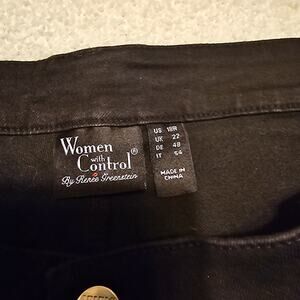 Women
with
Control®
By Renée Greenstein
US 18R
UK 22
DE 48
IT 54
MADE IN
CHINA